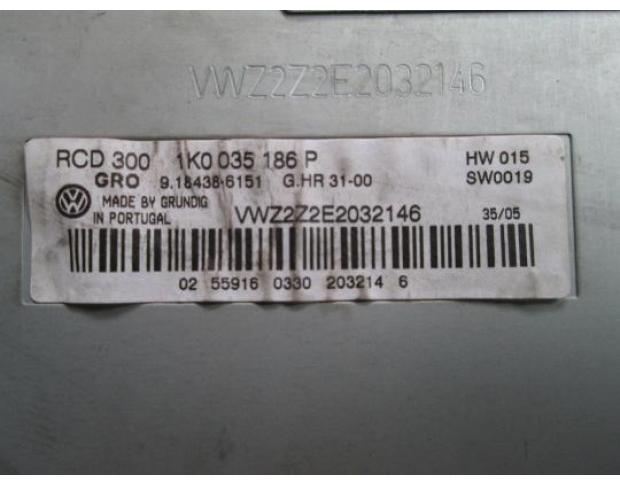 VWZ2Z2E2032146
RCD 300 1K0 035 186 P HW 015
GRO 9.18438-6151 G.HR 31-00 SW0019
MADE BY GRUNDIG
IN PORTUGAL VWZ2Z2E2032146 35/05
02 55916 0330 203214 6